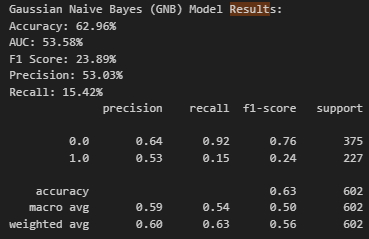 Gaussian Naive Bayes (GNB) Model Results:
Accuracy: 62.96%
AUC: 53.58%
F1 Score: 23.89%
Precision: 53.03%
Recall: 15.42%
precision recall f1-score support
0.0 0.64 0.92 0.76 375
1.0 0.53 0.15 0.24 227
accuracy 0.63 602
macro avg 0.59 0.54 0.50 602
weighted avg 0.60 0.63 0.56 602